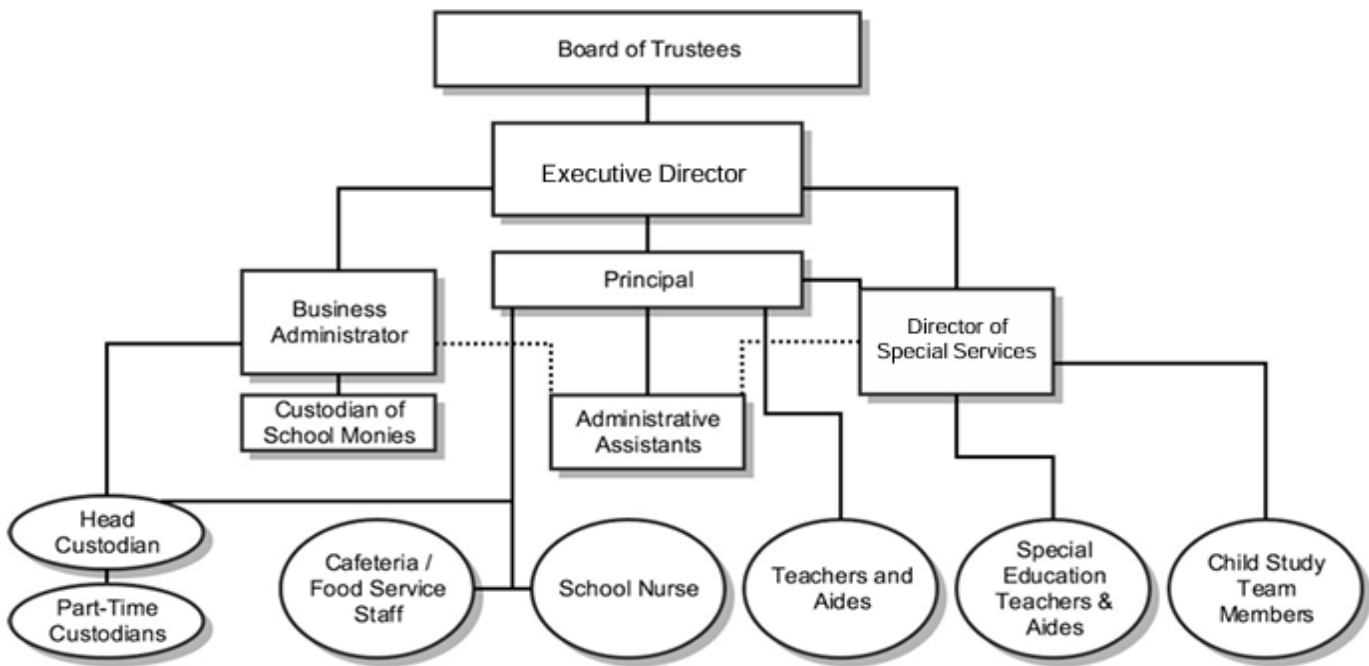 Board of Trustees
Executive Director
Principal
Business
Administrator
Director of
Special Services
Custodian of
School Monies
Administrative
Assistants
Head
Custodian
Part-Time
Custodians
Cafeteria /
Food Service
Staff
School Nurse
Teachers and
Aides
Special
Education
Teachers &
Aides
Child Study
Team
Members